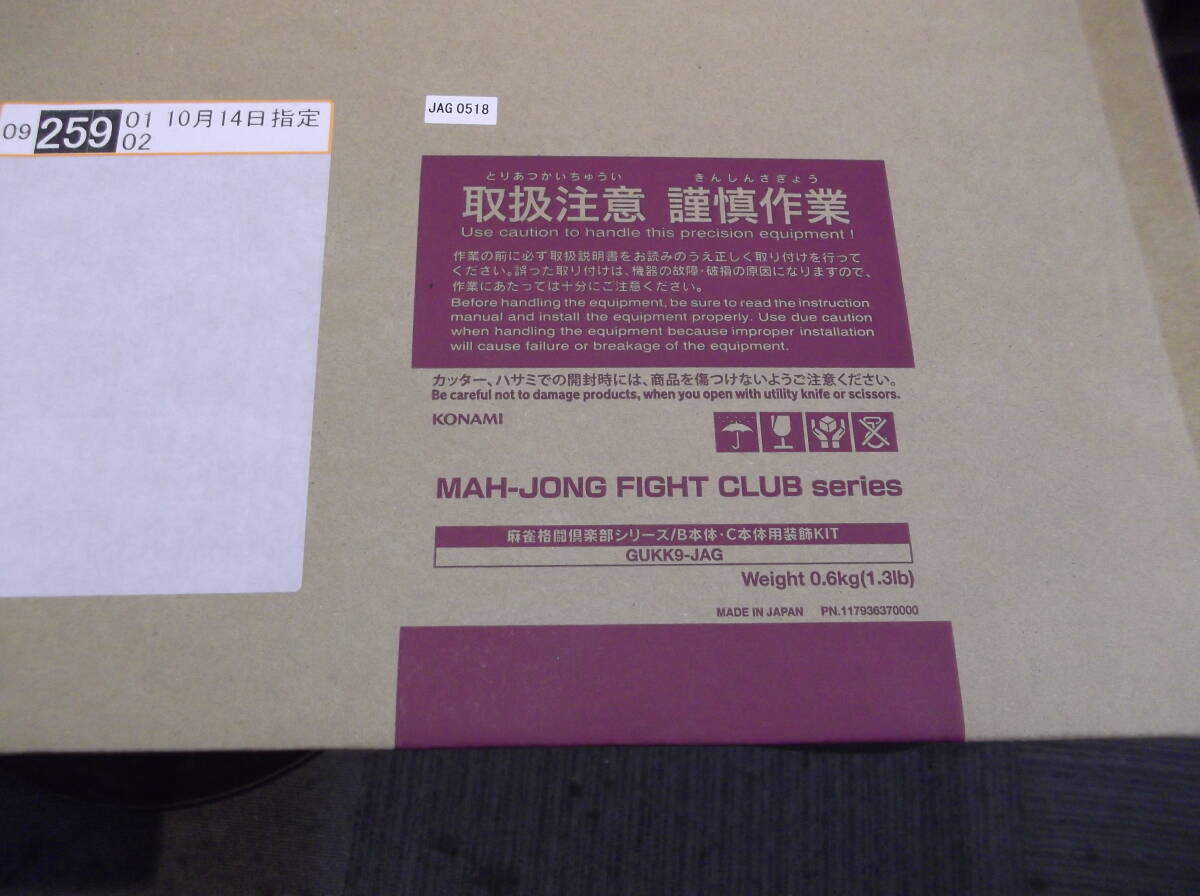 09 259 01 10月14日指定
02
JAG 0518
とりあつかいちゅうい きんしんさぎょう
取扱注意 謹慎作業
Use caution to handle this precision equipment !
作業の前に必ず取扱説明書をお読みのうえ正しく取り付けを行って
ください。誤った取り付けは、機器の故障・破損の原因になりますので、
作業にあたっては十分にご注意ください。
Before handling the equipment, be sure to read the instruction
manual and install the equipment properly. Use due caution
when handling the equipment because improper installation
will cause failure or breakage of the equipment.
カッター、ハサミでの開封時には、商品を傷つけないようご注意ください。
Be careful not to damage products, when you open with utility knife or scissors.
KONAMI
MAH-JONG FIGHT CLUB series
麻雀格闘倶楽部シリーズ/B本体・C本体用装飾KIT
GUKK9-JAG
Weight 0.6kg(1.3lb)
MADE IN JAPAN PN.117936370000